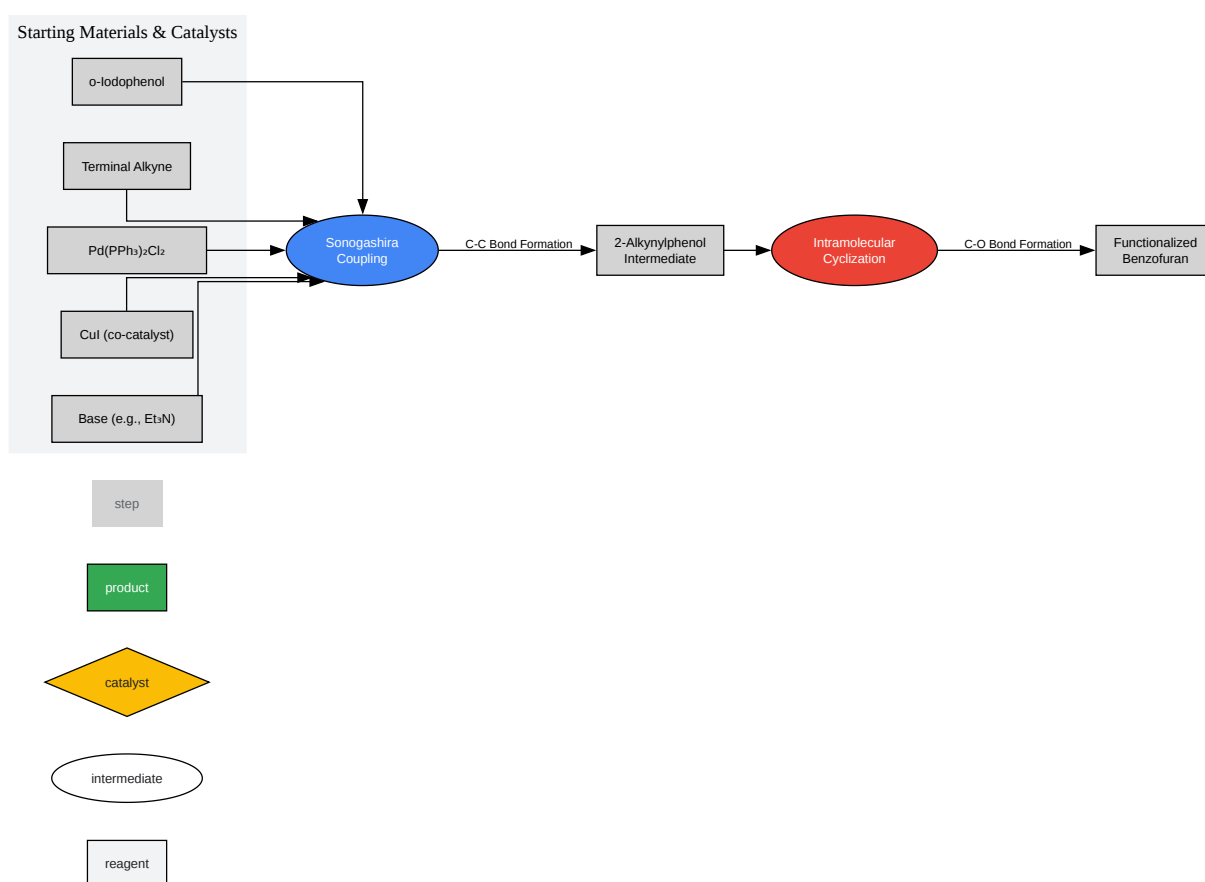 Starting Materials & Catalysts
o-Iodophenol
Terminal Alkyne
Pd(PPh₃)₂Cl₂
CuI (co-catalyst)
Base (e.g., Et₃N)
Sonogashira
Coupling
C-C Bond Formation
2-Alkynylphenol
Intermediate
Intramolecular
Cyclization
C-O Bond Formation
Functionalized
Benzofuran
step
product
catalyst
intermediate
reagent